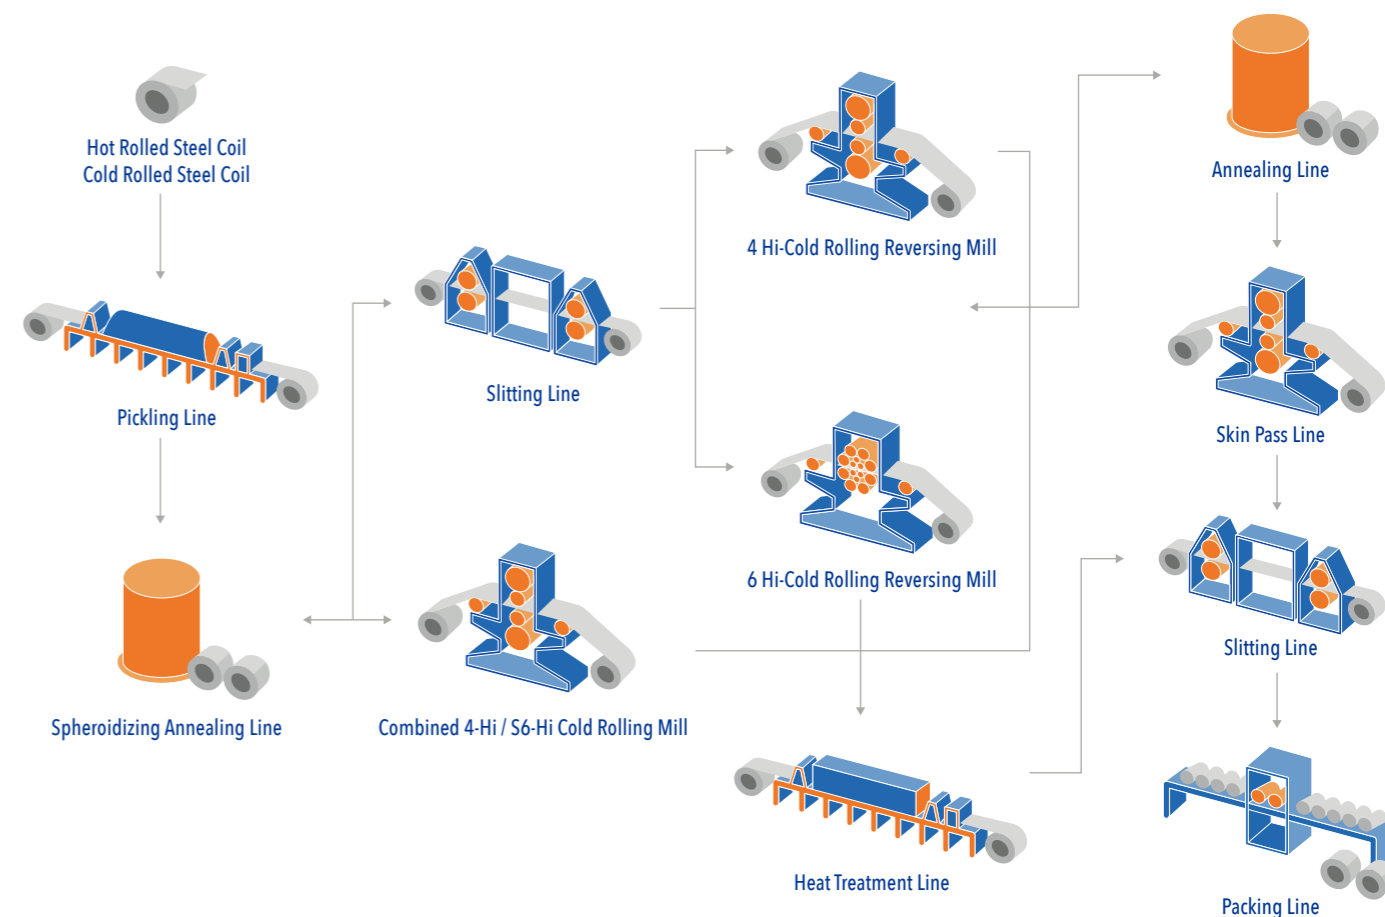 Hot Rolled Steel Coil
Cold Rolled Steel Coil
Pickling Line
Spheroidizing Annealing Line
Slitting Line
Combined 4-Hi / S6-Hi Cold Rolling Mill
4 Hi-Cold Rolling Reversing Mill
6 Hi-Cold Rolling Reversing Mill
Heat Treatment Line
Annealing Line
Skin Pass Line
Slitting Line
Packing Line